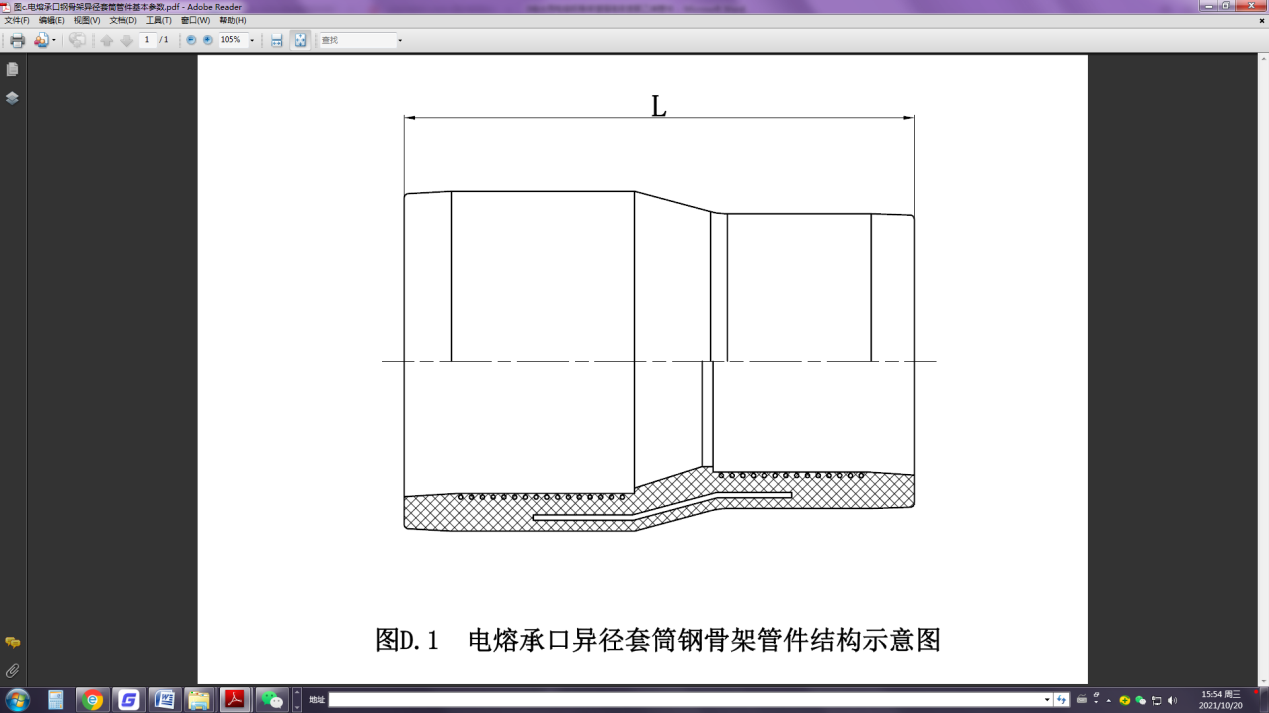 图c.电熔承口钢骨架异径套筒管件基本参数.pdf - Adobe Reader
文件(F) 编辑(E) 视图(V) 文档(D) 工具(T) 窗口(W) 帮助(H)
1 / 1 105% 查找
L
图D.1 电熔承口异径套筒钢骨架管件结构示意图
地址
15:54 周三
2021/10/20